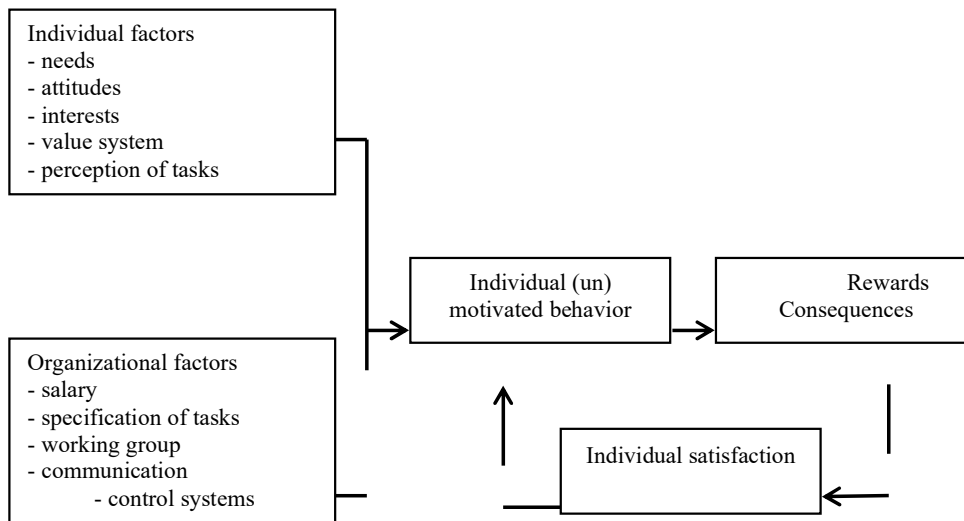 Individual factors
- needs
- attitudes
- interests
- value system
- perception of tasks
Individual (un)
motivated behavior
Rewards
Consequences
Organizational factors
- salary
- specification of tasks
- working group
- communication
- control systems
Individual satisfaction